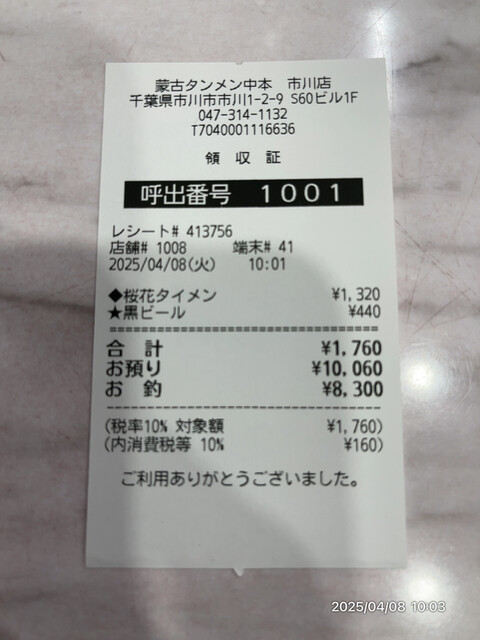 蒙古タンメン中本 市川店
千葉県市川市市川1-2-9 S60ビル1F
047-314-1132
T7040001116636
領 収 証
呼出番号 1001
レシート# 413756
店舗# 1008 端末# 41
2025/04/08(火) 10:01
◆桜花タイメン ¥1,320
★黒ビール ¥440
合 計 ¥1,760
お預り ¥10,060
お 釣 ¥8,300
(税率10% 対象額 ¥1,760)
(内消費税等 10% ¥160)
ご利用ありがとうございました。
2025/04/08 10:03